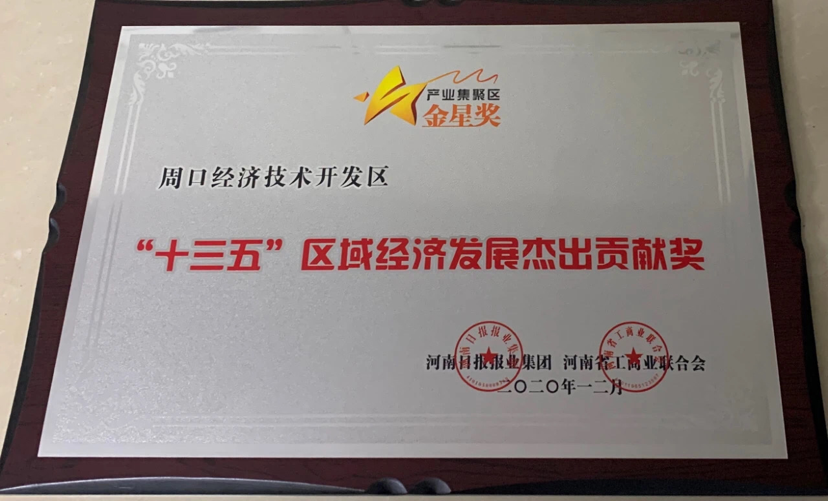 产业集聚区
金星奖
周口经济技术开发区
“十三五”区域经济发展杰出贡献奖
河南日报报业集团 河南省工商业联合会
二〇二〇年一二月